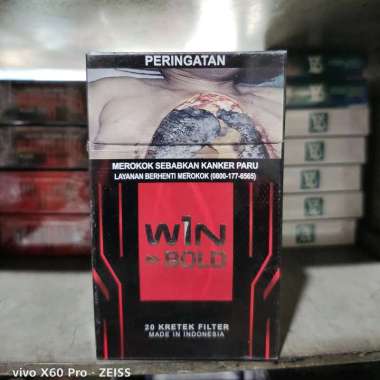 PERINGATAN
MEROKOK SEBABKAN KANKER PARU
LAYANAN BERHENTI MEROKOK (0800-177-6565)
WIN
BOLD
20 KRETEK FILTER
MADE IN INDONESIA
vivo X60 Pro · ZEISS